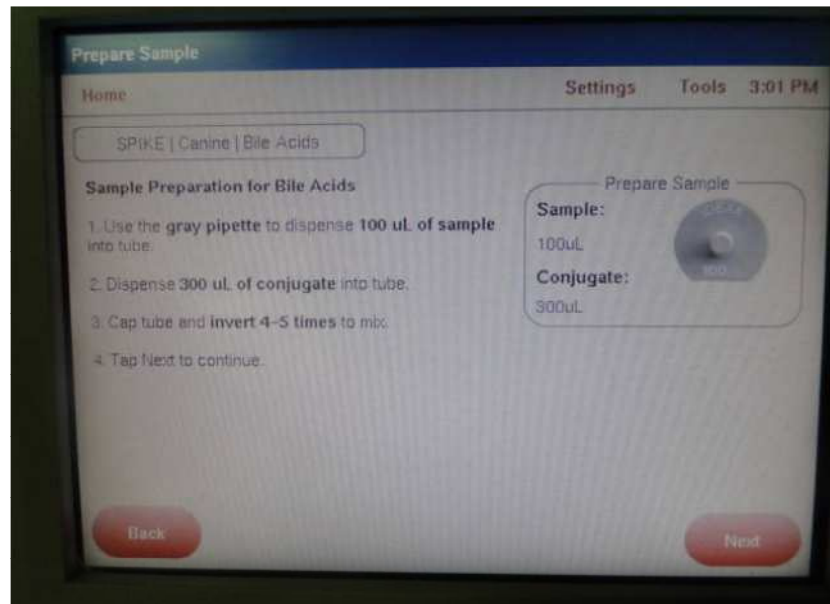 Prepare Sample
Home
Settings Tools 3:01 PM
SPIKE | Canine | Bile Acids
Sample Preparation for Bile Acids
1. Use the gray pipette to dispense 100 uL of sample
into tube.
2. Dispense 300 uL of conjugate into tube.
3. Cap tube and invert 4-5 times to mix.
4. Tap Next to continue.
Prepare Sample
Sample:
100uL
Conjugate:
300uL
100
Back
Next